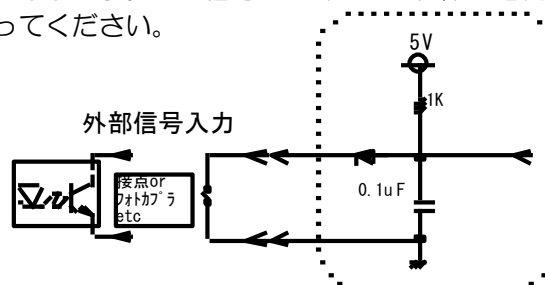 ってください。
5V
1K
外部信号入力
接点or
フォトカプラ
etc
0.1uF